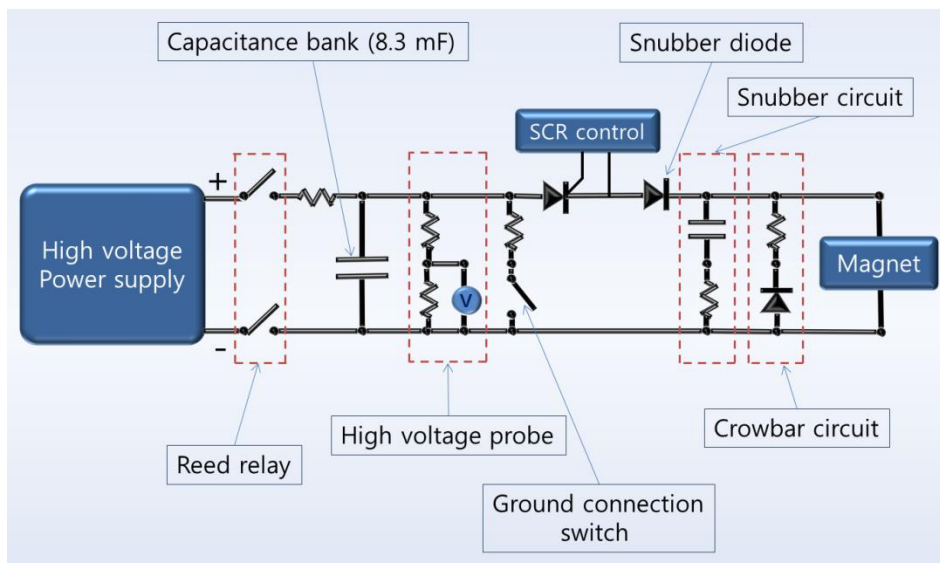 Capacitance bank (8.3 mF)
Snubber diode
Snubber circuit
SCR control
+
High voltage
Power supply
-
V
Magnet
High voltage probe
Crowbar circuit
Reed relay
Ground connection
switch